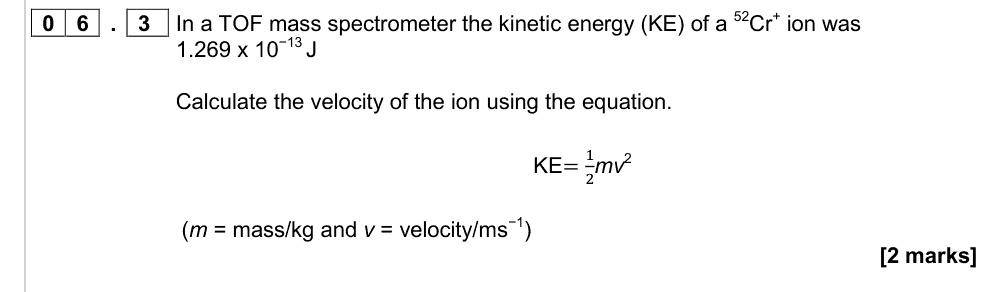 0 6 . 3 In a TOF mass spectrometer the kinetic energy (KE) of a ⁵²Cr⁺ ion was
1.269 x 10⁻¹³ J
Calculate the velocity of the ion using the equation.
KE= ½mv²
(m = mass/kg and v = velocity/ms⁻¹)
[2 marks]